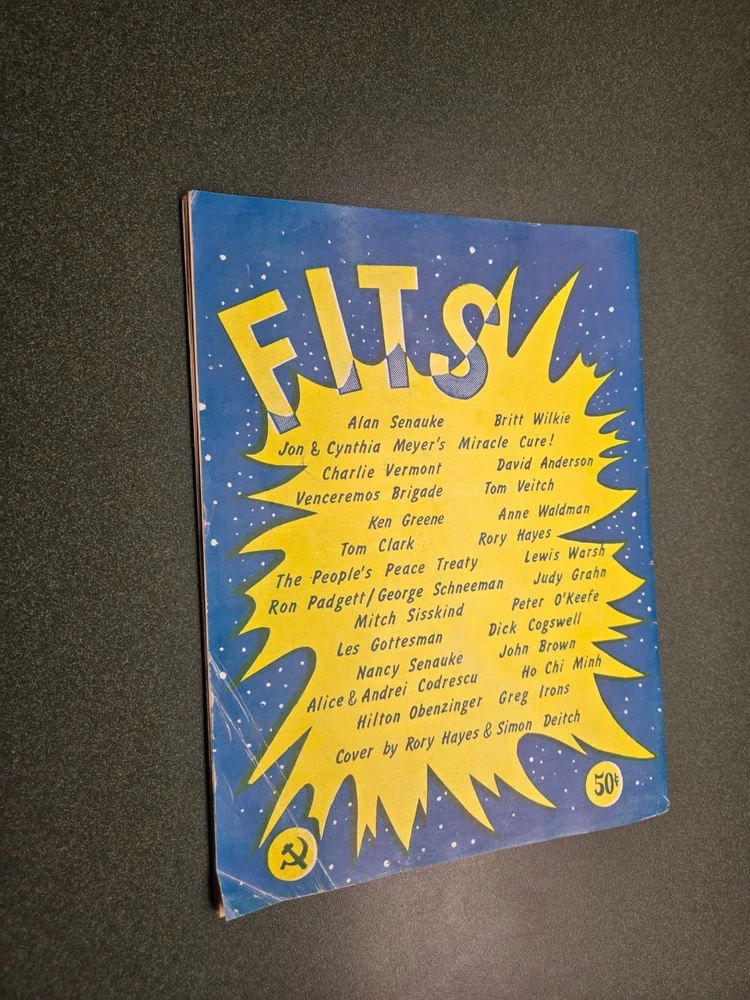 FITS
Alan Senauke Britt Wilkie
Jon & Cynthia Meyer's Miracle Cure!
Charlie Vermont David Anderson
Venceremos Brigade Tom Veitch
Ken Greene Anne Waldman
Tom Clark Rory Hayes
The People's Peace Treaty Lewis Warsh
Ron Padgett/George Schneeman Judy Grahn
Mitch Sisskind Peter O'Keefe
Les Gottesman Dick Cogswell
Nancy Senauke John Brown
Alice & Andrei Codrescu Ho Chi Minh
Hilton Obenzinger Greg Irons
Cover by Rory Hayes & Simon Deitch
50¢